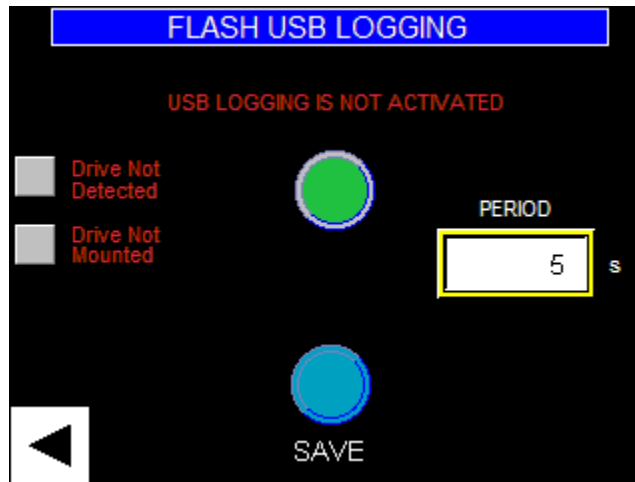 FLASH USB LOGGING
USB LOGGING IS NOT ACTIVATED
Drive Not
Detected
PERIOD
Drive Not
Mounted
5 s
SAVE